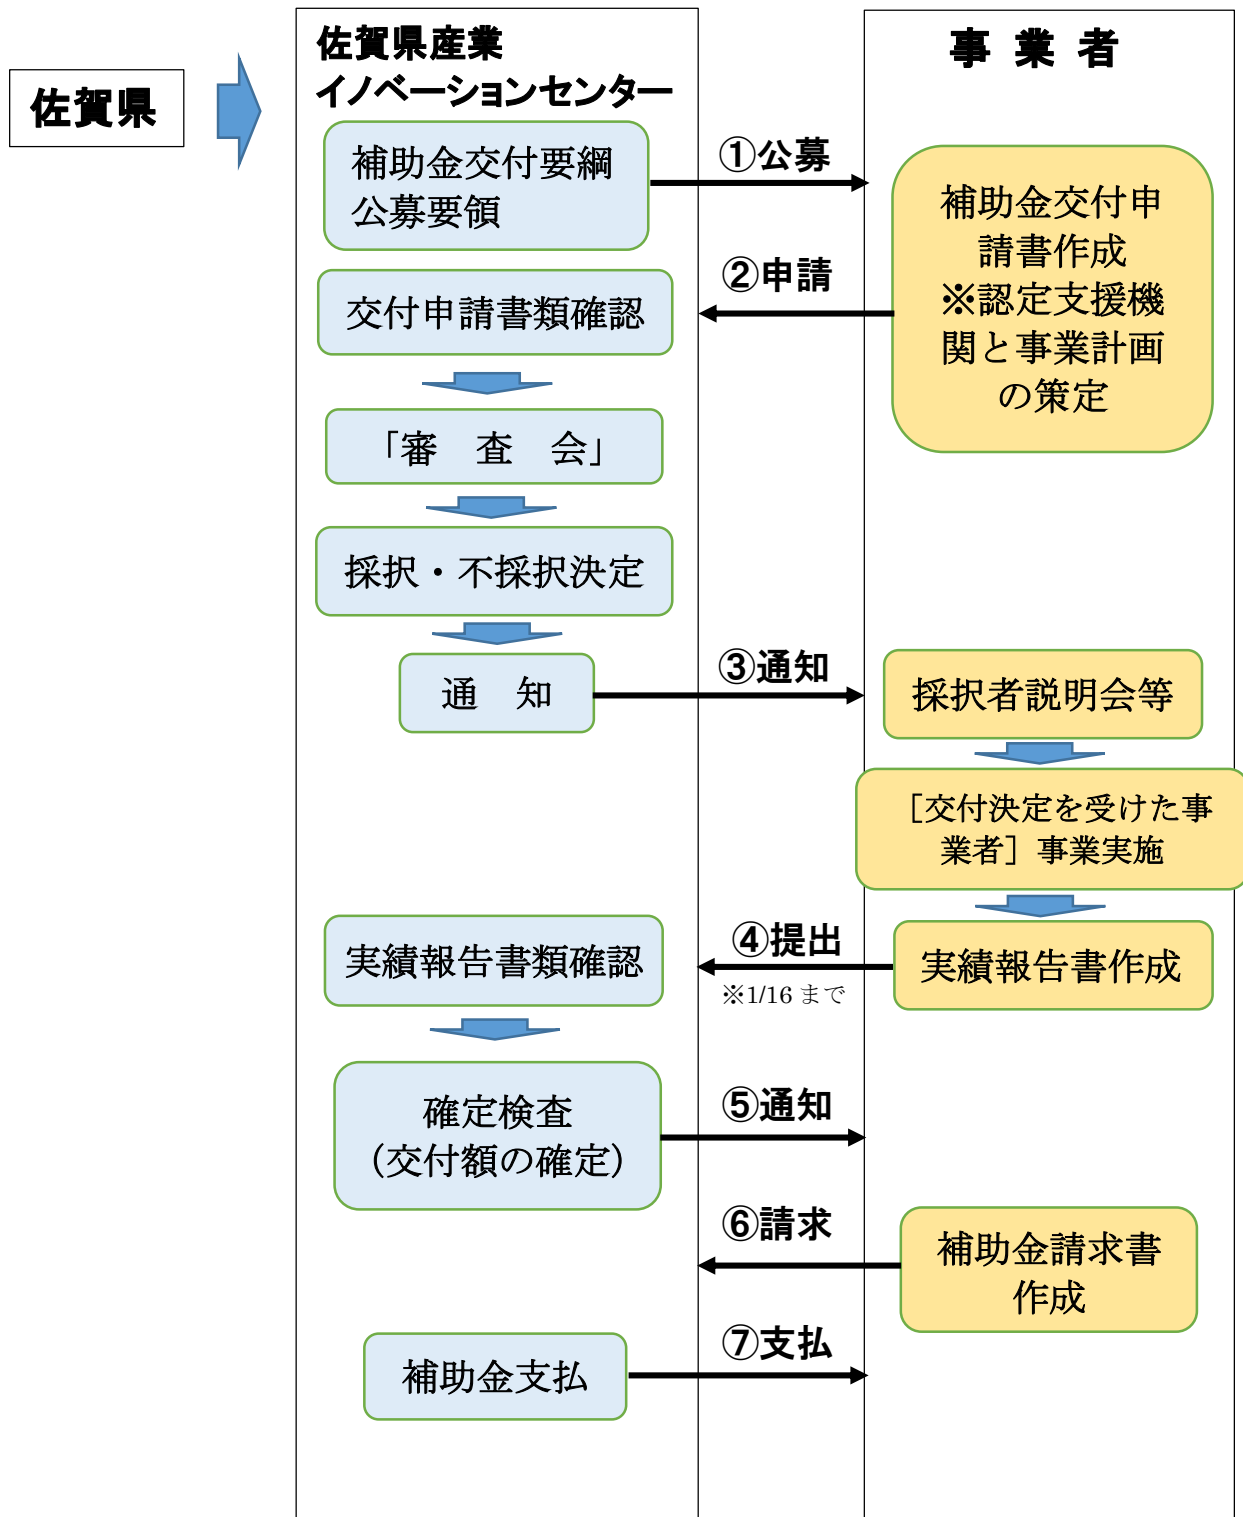 佐賀県
佐賀県産業
イノベーションセンター
事 業 者
補助金交付要綱
公募要領
①公募
補助金交付申
請書作成
※認定支援機
関と事業計画
の策定
②申請
交付申請書類確認
「審　査　会」
採択・不採択決定
通　知
③通知
採択者説明会等
［交付決定を受けた事
業者］事業実施
実績報告書類確認
④提出
※1/16 まで
実績報告書作成
確定検査
（交付額の確定）
⑤通知
⑥請求
補助金請求書
作成
補助金支払
⑦支払